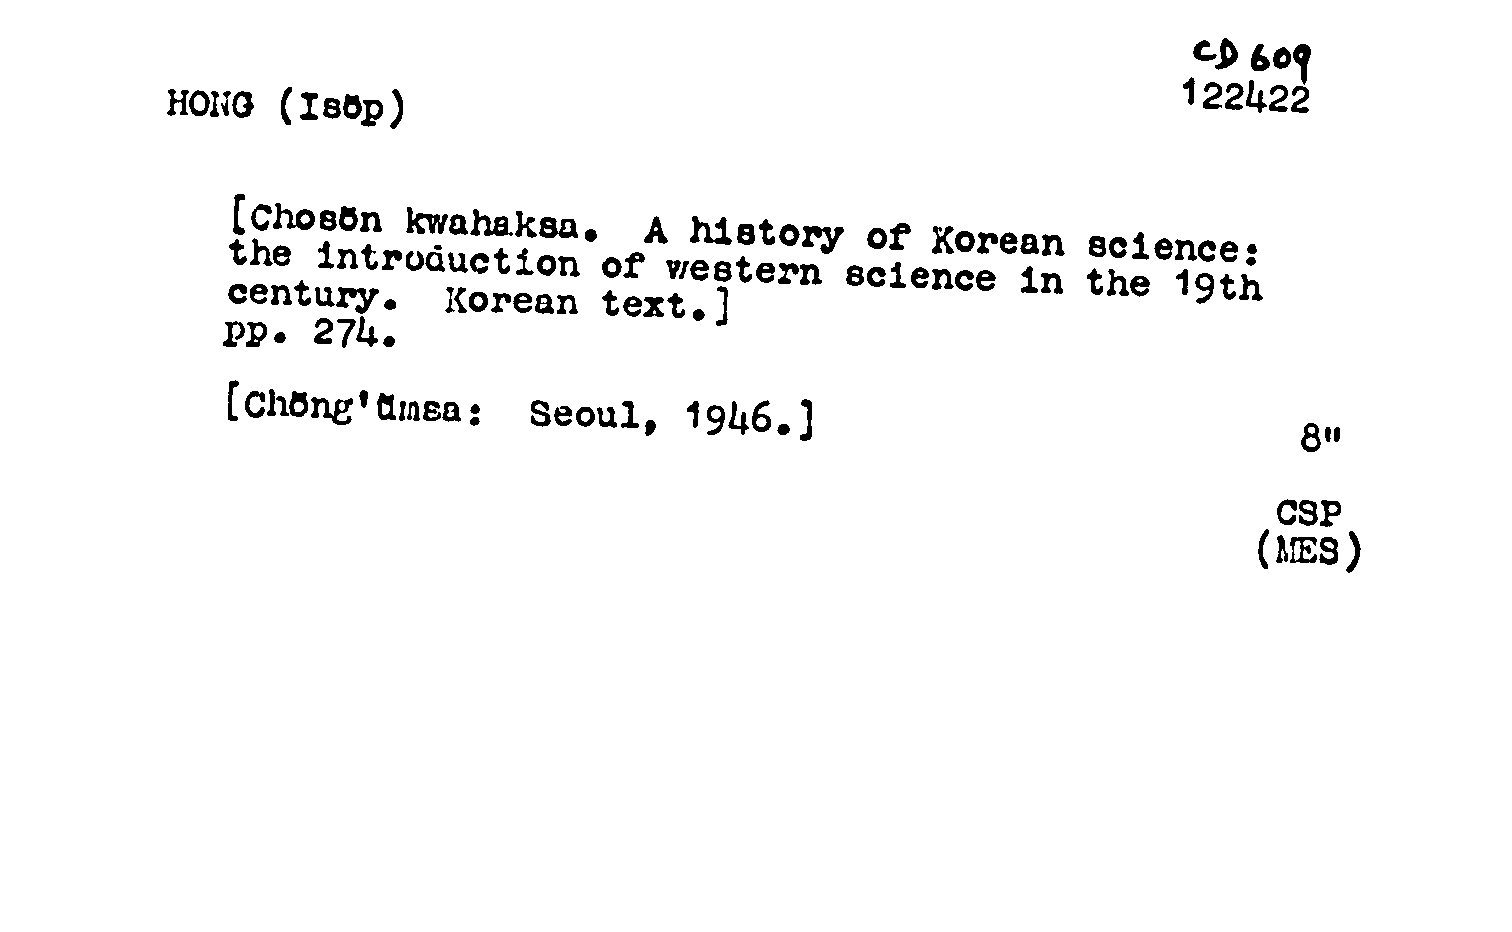 CD 609
122422
HONG (Isŏp)
[Chosŏn kwahaksa. A history of Korean science:
the introduction of western science in the 19th
century. Korean text.]
pp. 274.
[Chŏng'ŭmsa: Seoul, 1946.]
8"
CSP
(MES)